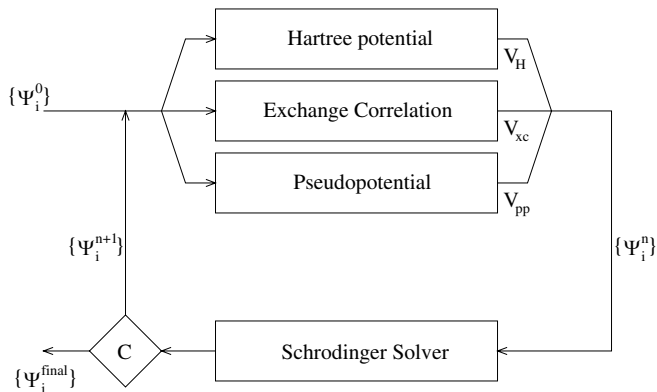 Hartree potential
V_H
{Ψ_i^0}
Exchange Correlation
V_xc
Pseudopotential
V_pp
{Ψ_i^{n+1}}
{Ψ_i^n}
C
Schrodinger Solver
{Ψ_i^{final}}